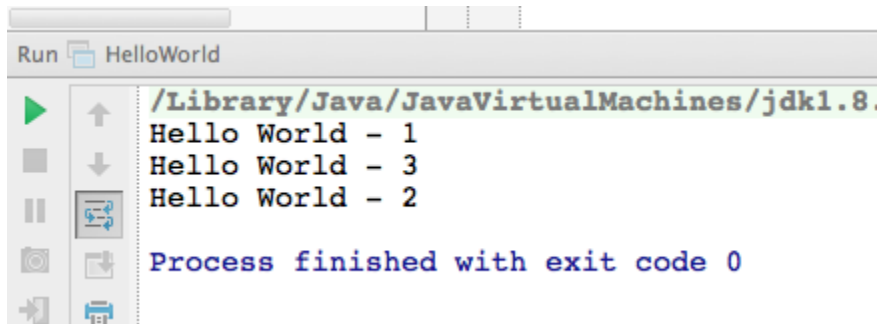 Run HelloWorld
/Library/Java/JavaVirtualMachines/jdk1.8.
Hello World - 1
Hello World - 3
Hello World - 2
Process finished with exit code 0